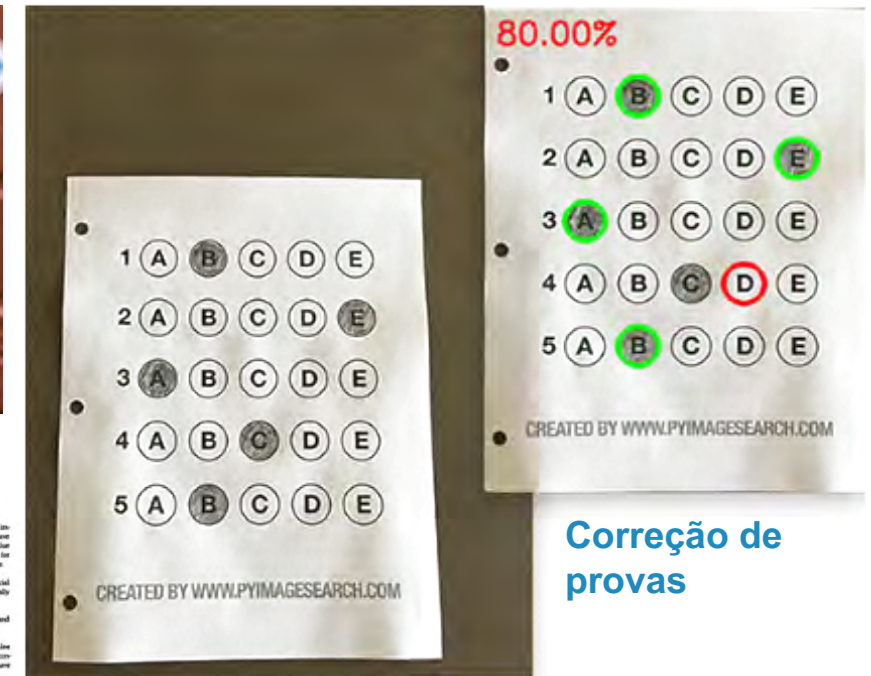 1 A B C D E
2 A B C D E
3 A B C D E
4 A B C D E
5 A B C D E
CREATED BY WWW.PYIMAGESEARCH.COM
80.00%
1 A B C D E
2 A B C D E
3 A B C D E
4 A B C D E
5 A B C D E
CREATED BY WWW.PYIMAGESEARCH.COM
Correção de
provas